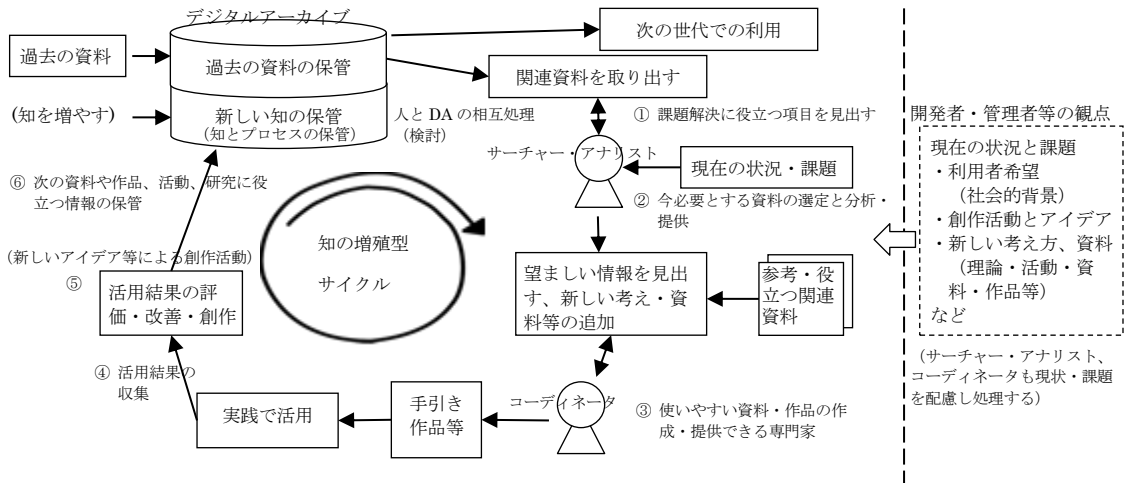 デジタルアーカイブ
過去の資料
過去の資料の保管
次の世代での利用
関連資料を取り出す
(知を増やす)
新しい知の保管
(知とプロセスの保管)
人と DA の相互処理
（検討）
① 課題解決に役立つ項目を見出す
サーチャー・アナリスト
現在の状況・課題
② 今必要とする資料の選定と分析・
提供
⑥ 次の資料や作品、活動、研究に役
立つ情報の保管
知の増殖型
サイクル
(新しいアイデア等による創作活動)
⑤
活用結果の評
価・改善・創作
望ましい情報を見出
す、新しい考え・資
料等の追加
参考・役
立つ関連
資料
④ 活用結果の
収集
実践で活用
手引き
作品等
コーディネータ
③ 使いやすい資料・作品の作
成・提供できる専門家
開発者・管理者等の観点
現在の状況と課題
・利用者希望
（社会的背景）
・創作活動とアイデア
・新しい考え方、資料
（理論・活動・資
料・作品等）
など
（サーチャー・アナリスト、
コーディネータも現状・課題
を配慮し処理する）